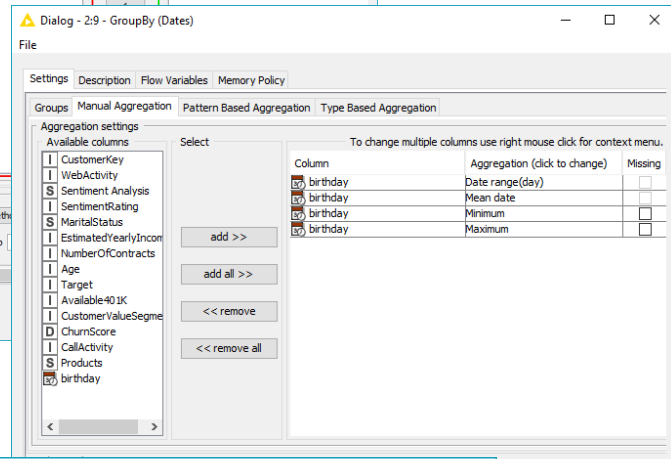 Dialog - 2:9 - GroupBy (Dates)
File
Settings Description Flow Variables Memory Policy
Groups Manual Aggregation Pattern Based Aggregation Type Based Aggregation
Aggregation settings
Available columns
I CustomerKey
I WebActivity
S Sentiment Analysis
I SentimentRating
S MaritalStatus
I EstimatedYearlyIncom
I NumberOfContracts
I Age
I Target
I Available401K
I CustomerValueSegme
D ChurnScore
I CallActivity
S Products
birthday
Select
add >>
add all >>
<< remove
<< remove all
To change multiple columns use right mouse click for context menu.
Column Aggregation (click to change) Missing
birthday Date range(day)
birthday Mean date
birthday Minimum
birthday Maximum